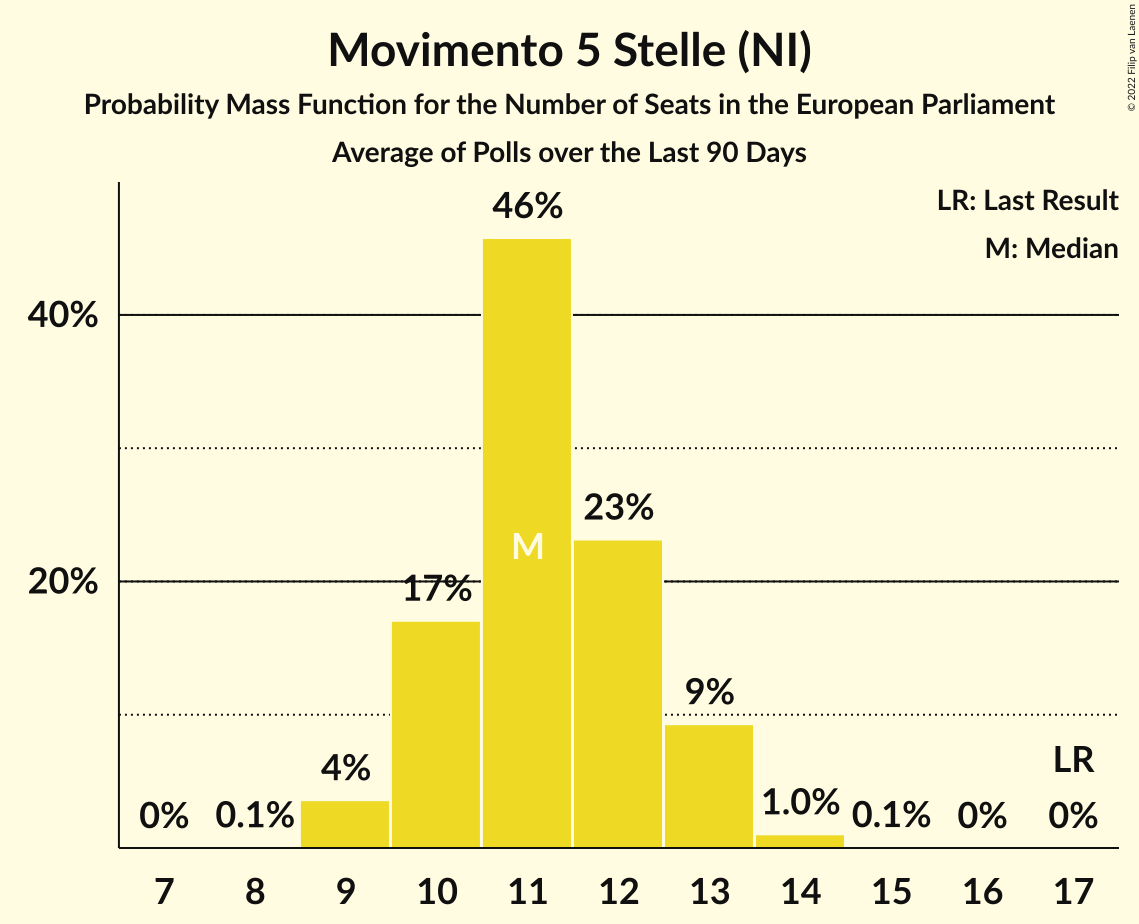 Movimento 5 Stelle (NI)
Probability Mass Function for the Number of Seats in the European Parliament
Average of Polls over the Last 90 Days
© 2022 Filip van Laenen
LR: Last Result
M: Median
46%
40%
23%
M
20%
17%
9%
4%
LR
0%
0.1%
1.0%
0.1%
0%
0%
7 8 9 10 11 12 13 14 15 16 17